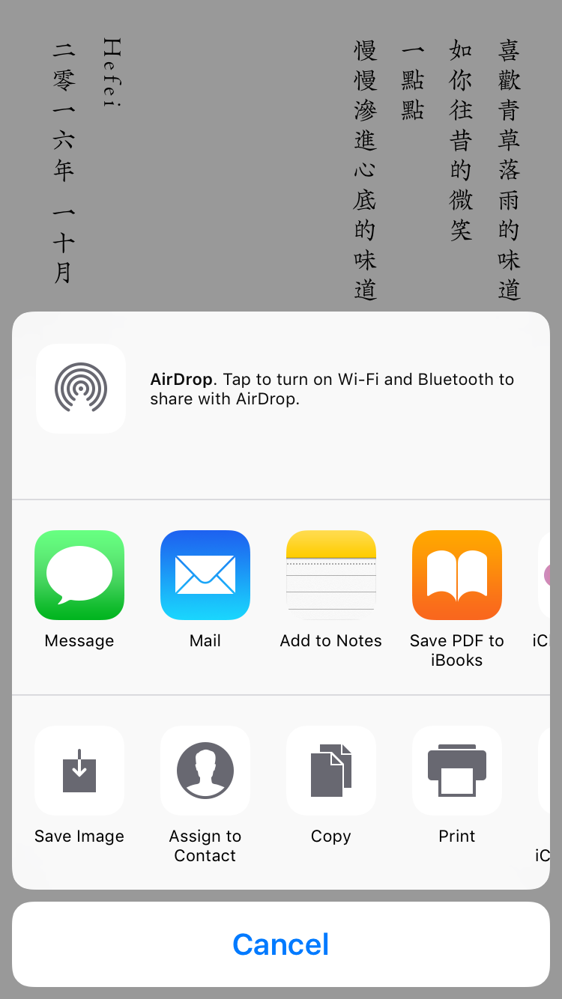 喜歡青草落雨的味道
如你往昔的微笑
一點點
慢慢滲進心底的味道
Hefei
二零一六年 一十月
AirDrop. Tap to turn on Wi-Fi and Bluetooth to
share with AirDrop.
Message
Mail
Add to Notes
Save PDF to
iBooks
Save Image
Assign to
Contact
Copy
Print
Cancel